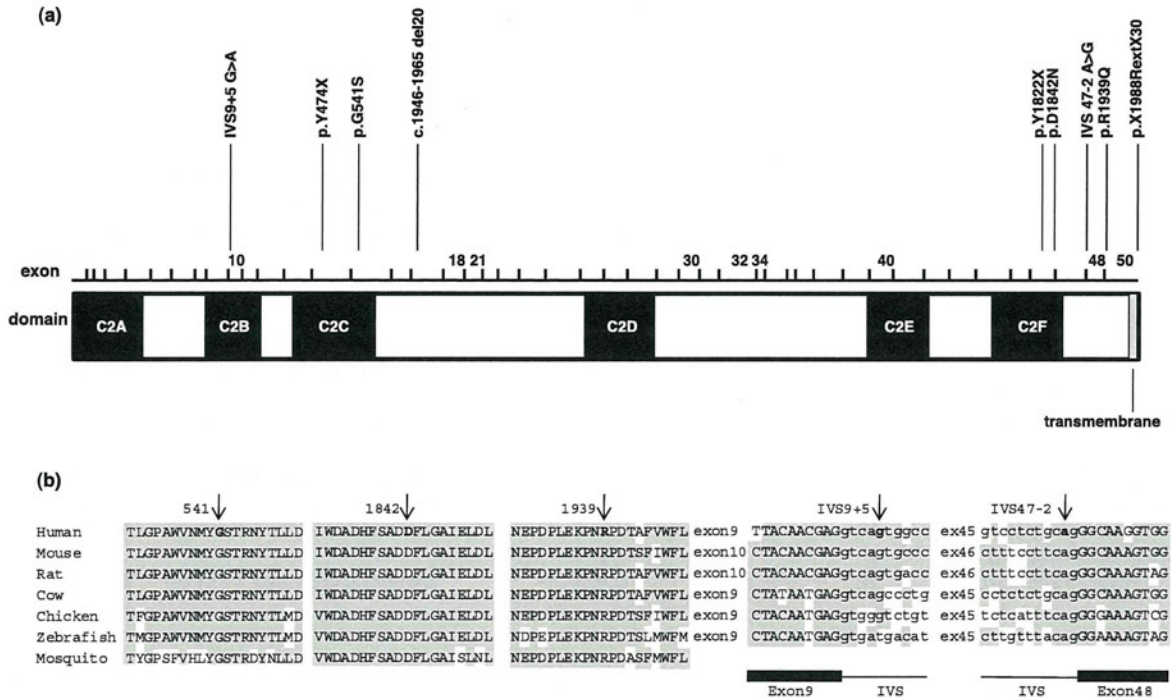 (a)
IVS9+5 G>A
p.Y474X
p.G541S
c.1946-1965 del20
p.Y1822X
p.D1842N
IVS 47-2 A>G
p.R1939Q
p.X1988RextX30
exon 10 18 21 30 32 34 40 48 50
domain C2A C2B C2C C2D C2E C2F
transmembrane
(b)
541 1842 1939 IVS9+5 IVS47-2
Human TLGPAWVNMYGSTRNYTLLD IWDADHFSADDFLGAIELDL NEPDPLEKPNRPDTAFVWFL exon9 TTACAACGAGgtcagtggcc ex45 gtcctctgcagGGCAAGGTGG
Mouse TLGPAWVNMYGSTRNYTLLD IWDADHFSADDFLGAIELDL NEPDPLEKPNRPDTSFIWFL exon10 CTACAACGAGgtcagtgccc ex46 ctttccttgcagGGCAAAGTGG
Rat TLGPAWVNMYGSTRNYTLLD IWDADHFSADDFLGAIELDL NEPDPLEKPNRPDTAFVWFL exon10 CTACAACGAGgtcagtgacc ex46 ctttccttcagGGCAAAGTAG
Cow TLGPAWVNMYGSTRNYTLLD IWDADHFSADDFLGAIELDL NEPDPLEKPNRPDTAFVWFL exon9 CTATAATGAGgtcagccctg ex45 cctctctgcagGGCAAAGTGG
Chicken TFGPAWVNMYGSTRNYTLMD VWDADHFSADDFLGAIELDL NEPDPLEKPNRPDTSFIWFL exon9 CTACAATGAGgtgggtctgt ex45 tctcatttcagGGAAAGTCG
Zebrafish TMGPAWVNMYGSTRNYTLMD VWDADHFSADDFLGAIELDL NDPEPLEKPNRPDTSLMWFM exon9 CTACAATGAGgtgatgacat ex45 cttgtttacagGGAAAAGTAG
Mosquito TYGPSFVHLYGSTRDYNLLD VWDADHFSADDFLGAISLNL NEPDPLEKPNRPDASFMWFL
Exon9 IVS IVS Exon48